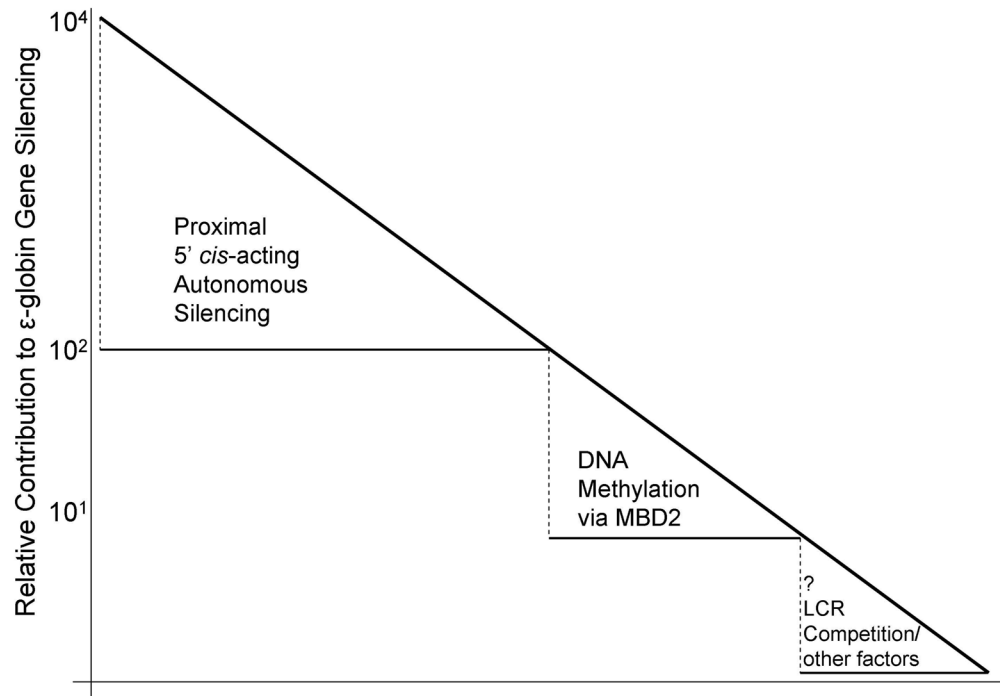 Relative Contribution to ε-globin Gene Silencing
10⁴
Proximal
5’ cis-acting
Autonomous
Silencing
10²
DNA
Methylation
via MBD2
10¹
?
LCR
Competition/
other factors